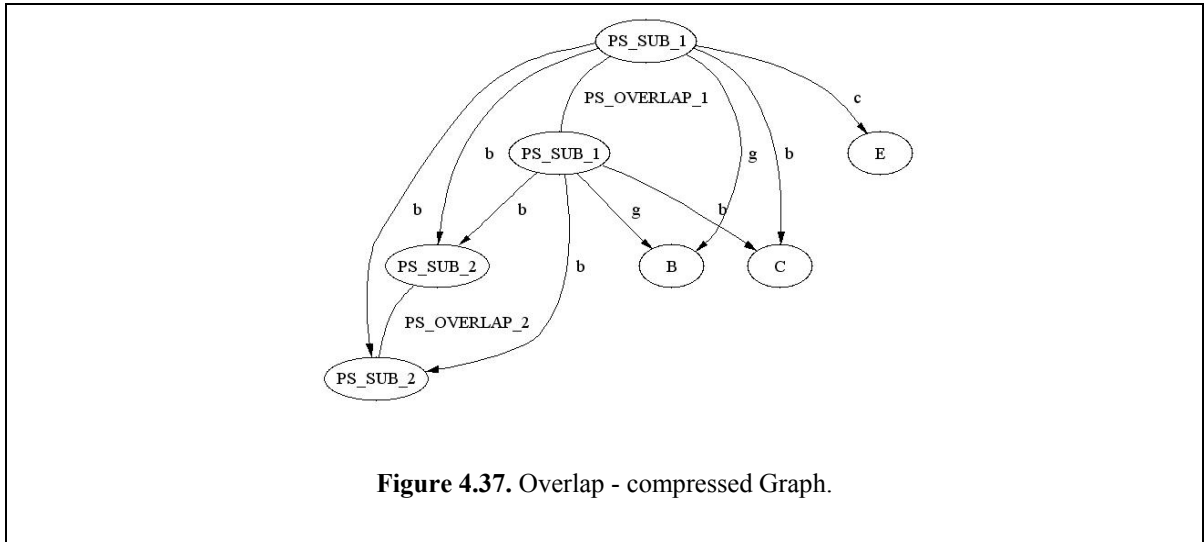 PS_SUB_1
PS_OVERLAP_1
c
b
PS_SUB_1
g
b
E
b
b
g
b
PS_SUB_2
b
B
C
PS_OVERLAP_2
PS_SUB_2
Figure 4.37. Overlap - compressed Graph.